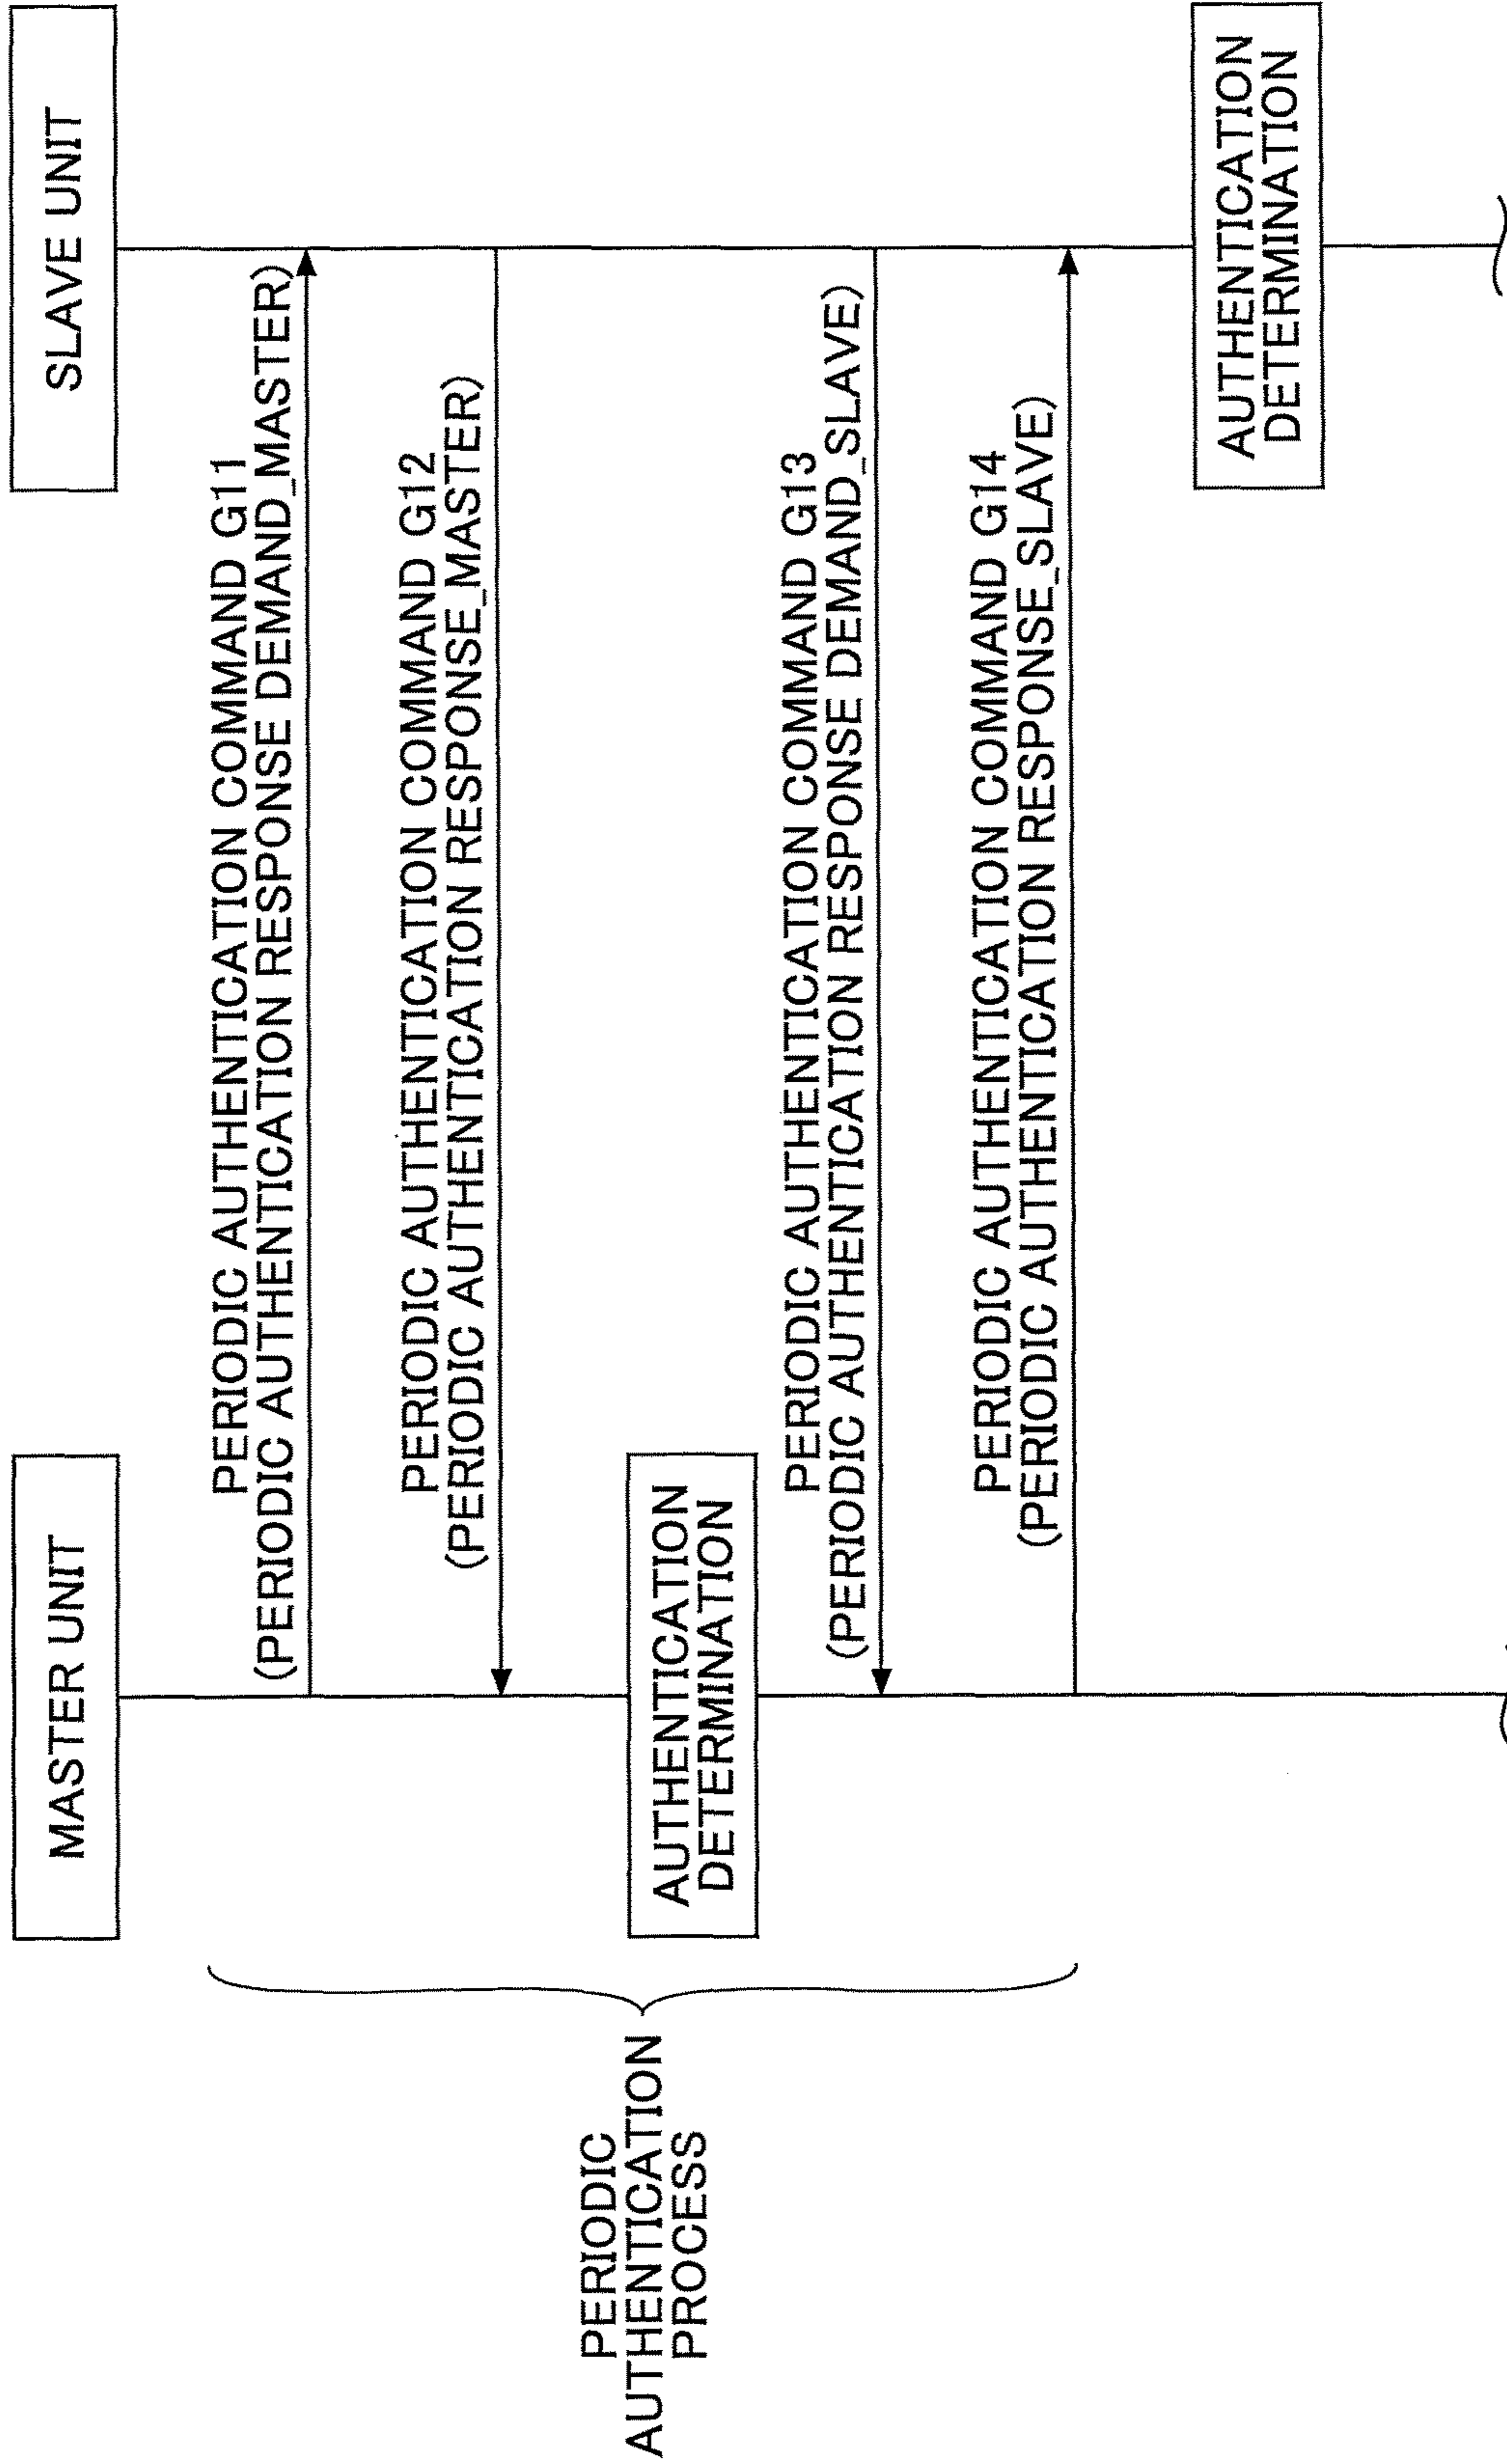 MASTER UNIT
SLAVE UNIT
PERIODIC AUTHENTICATION COMMAND G11
(PERIODIC AUTHENTICATION RESPONSE DEMAND_MASTER)
PERIODIC AUTHENTICATION COMMAND G12
(PERIODIC AUTHENTICATION RESPONSE_MASTER)
PERIODIC
AUTHENTICATION
PROCESS
AUTHENTICATION
DETERMINATION
PERIODIC AUTHENTICATION COMMAND G13
(PERIODIC AUTHENTICATION RESPONSE DEMAND_SLAVE)
PERIODIC AUTHENTICATION COMMAND G14
(PERIODIC AUTHENTICATION RESPONSE_SLAVE)
AUTHENTICATION
DETERMINATION